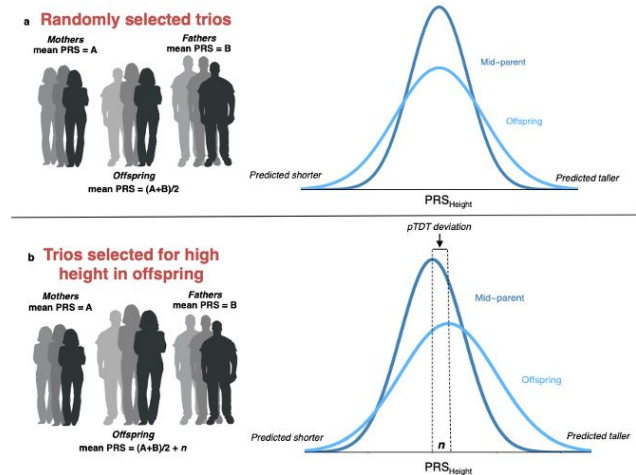 a Randomly selected trios
Mothers
mean PRS = A
Fathers
mean PRS = B
Offspring
mean PRS = (A+B)/2
Mid-parent
Offspring
Predicted shorter
Predicted taller
PRSHeight
b Trios selected for high
height in offspring
Mothers
mean PRS = A
Fathers
mean PRS = B
Offspring
mean PRS = (A+B)/2 + n
pTDT deviation
Mid-parent
Offspring
Predicted shorter
n
Predicted taller
PRSHeight